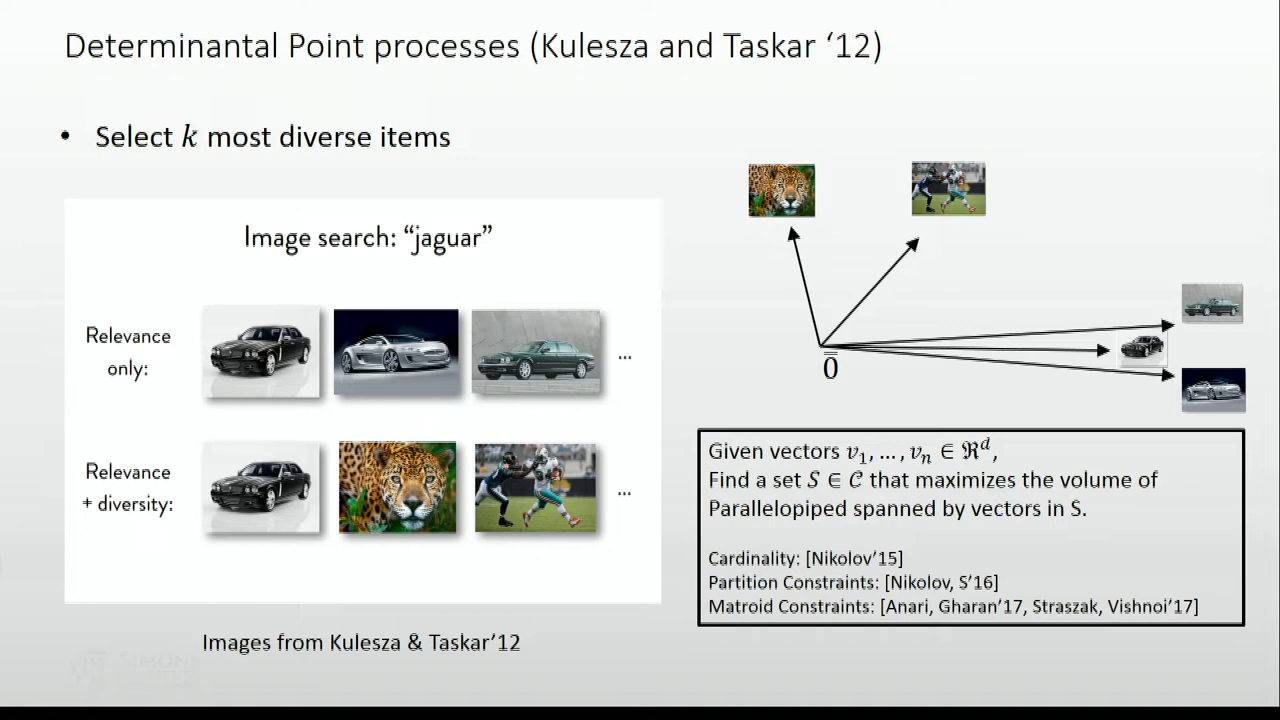 Determinantal Point processes (Kulesza and Taskar ‘12)
• Select k most diverse items
Image search: “jaguar”
Relevance
only:
...
Relevance
+ diversity:
...
Images from Kulesza & Taskar’12
0
Given vectors v₁, … , vₙ ∈ ℜᵈ,
Find a set S ∈ 𝒞 that maximizes the volume of
Parallelopiped spanned by vectors in S.
Cardinality: [Nikolov’15]
Partition Constraints: [Nikolov, S’16]
Matroid Constraints: [Anari, Gharan’17, Straszak, Vishnoi’17]